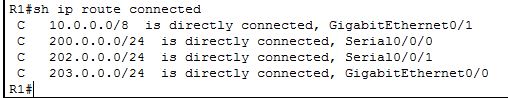 R1#sh ip route connected
 C   10.0.0.0/8  is directly connected, GigabitEthernet0/1
 C   200.0.0.0/24  is directly connected, Serial0/0/0
 C   202.0.0.0/24  is directly connected, Serial0/0/1
 C   203.0.0.0/24  is directly connected, GigabitEthernet0/0
R1#